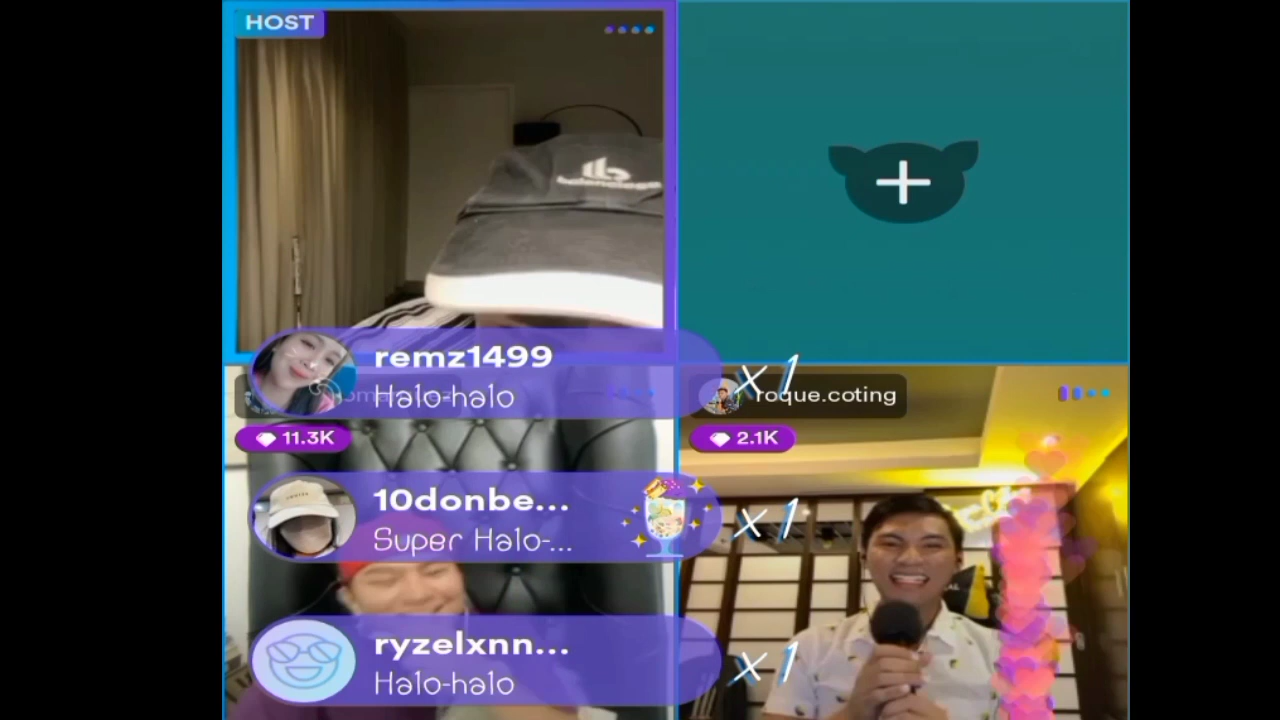 HOST
remz1499
Halo-halo
x1
roque.coting
11.3K
2.1K
10donbe...
Super Halo-...
x1
ryzelxnn...
Halo-halo
x1